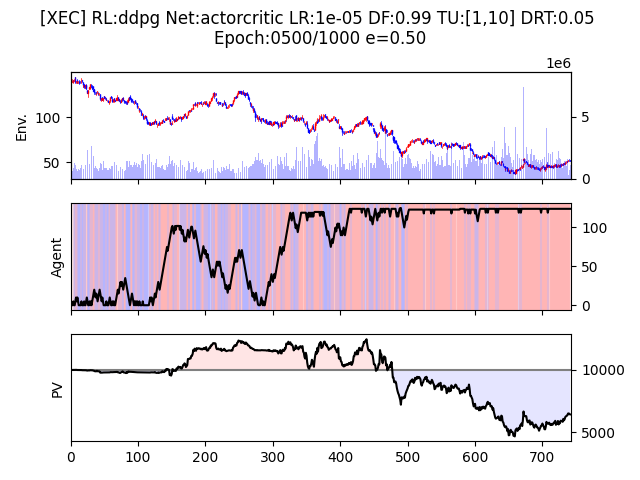 [XEC] RL:ddpg Net:actorcritic LR:1e-05 DF:0.99 TU:[1,10] DRT:0.05
Epoch:0500/1000 e=0.50
1e6
Env.
100
50
5
0
Agent
100
50
0
PV
10000
5000
0 100 200 300 400 500 600 700